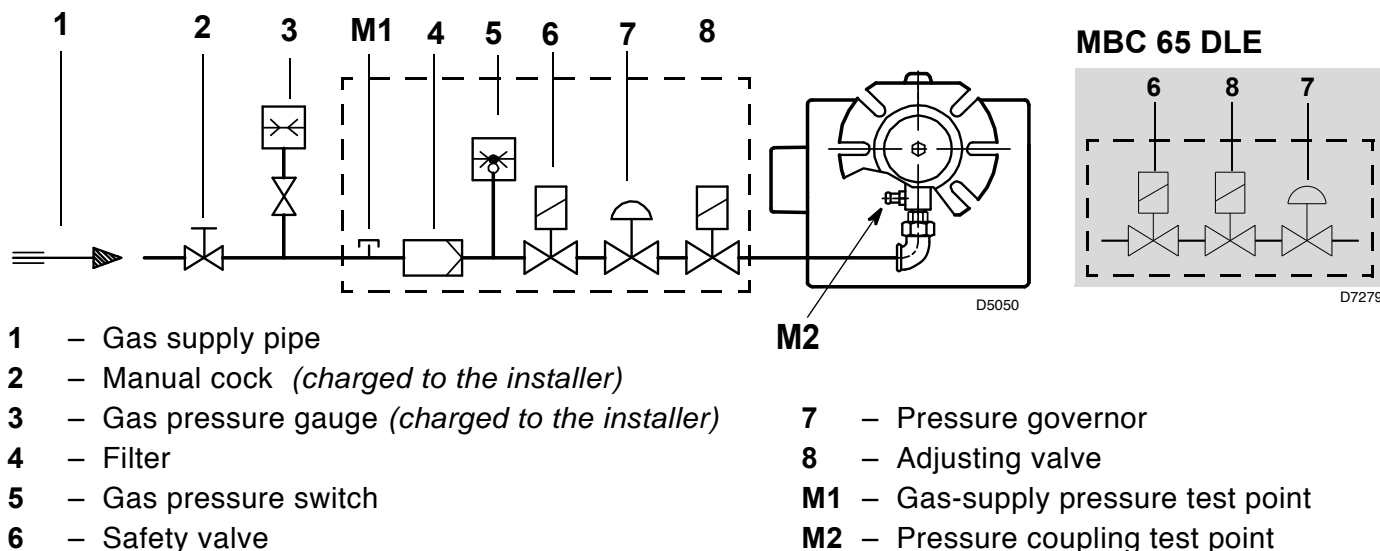 1 2 3 M1 4 5 6 7 8
MBC 65 DLE
6 8 7
D5050
D7279
M2
1 – Gas supply pipe
2 – Manual cock (charged to the installer)
3 – Gas pressure gauge (charged to the installer)
4 – Filter
5 – Gas pressure switch
6 – Safety valve
7 – Pressure governor
8 – Adjusting valve
M1 – Gas-supply pressure test point
M2 – Pressure coupling test point